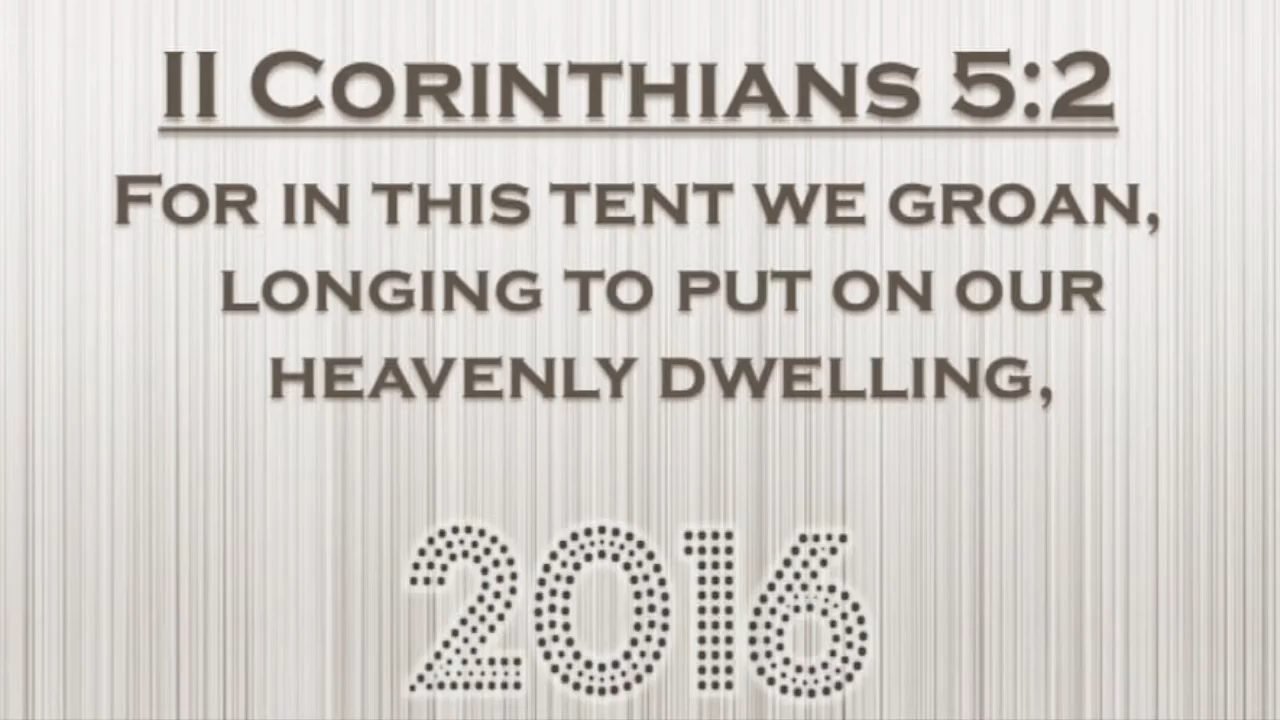 II Corinthians 5:2
For in this tent we groan,
longing to put on our
heavenly dwelling,
2016